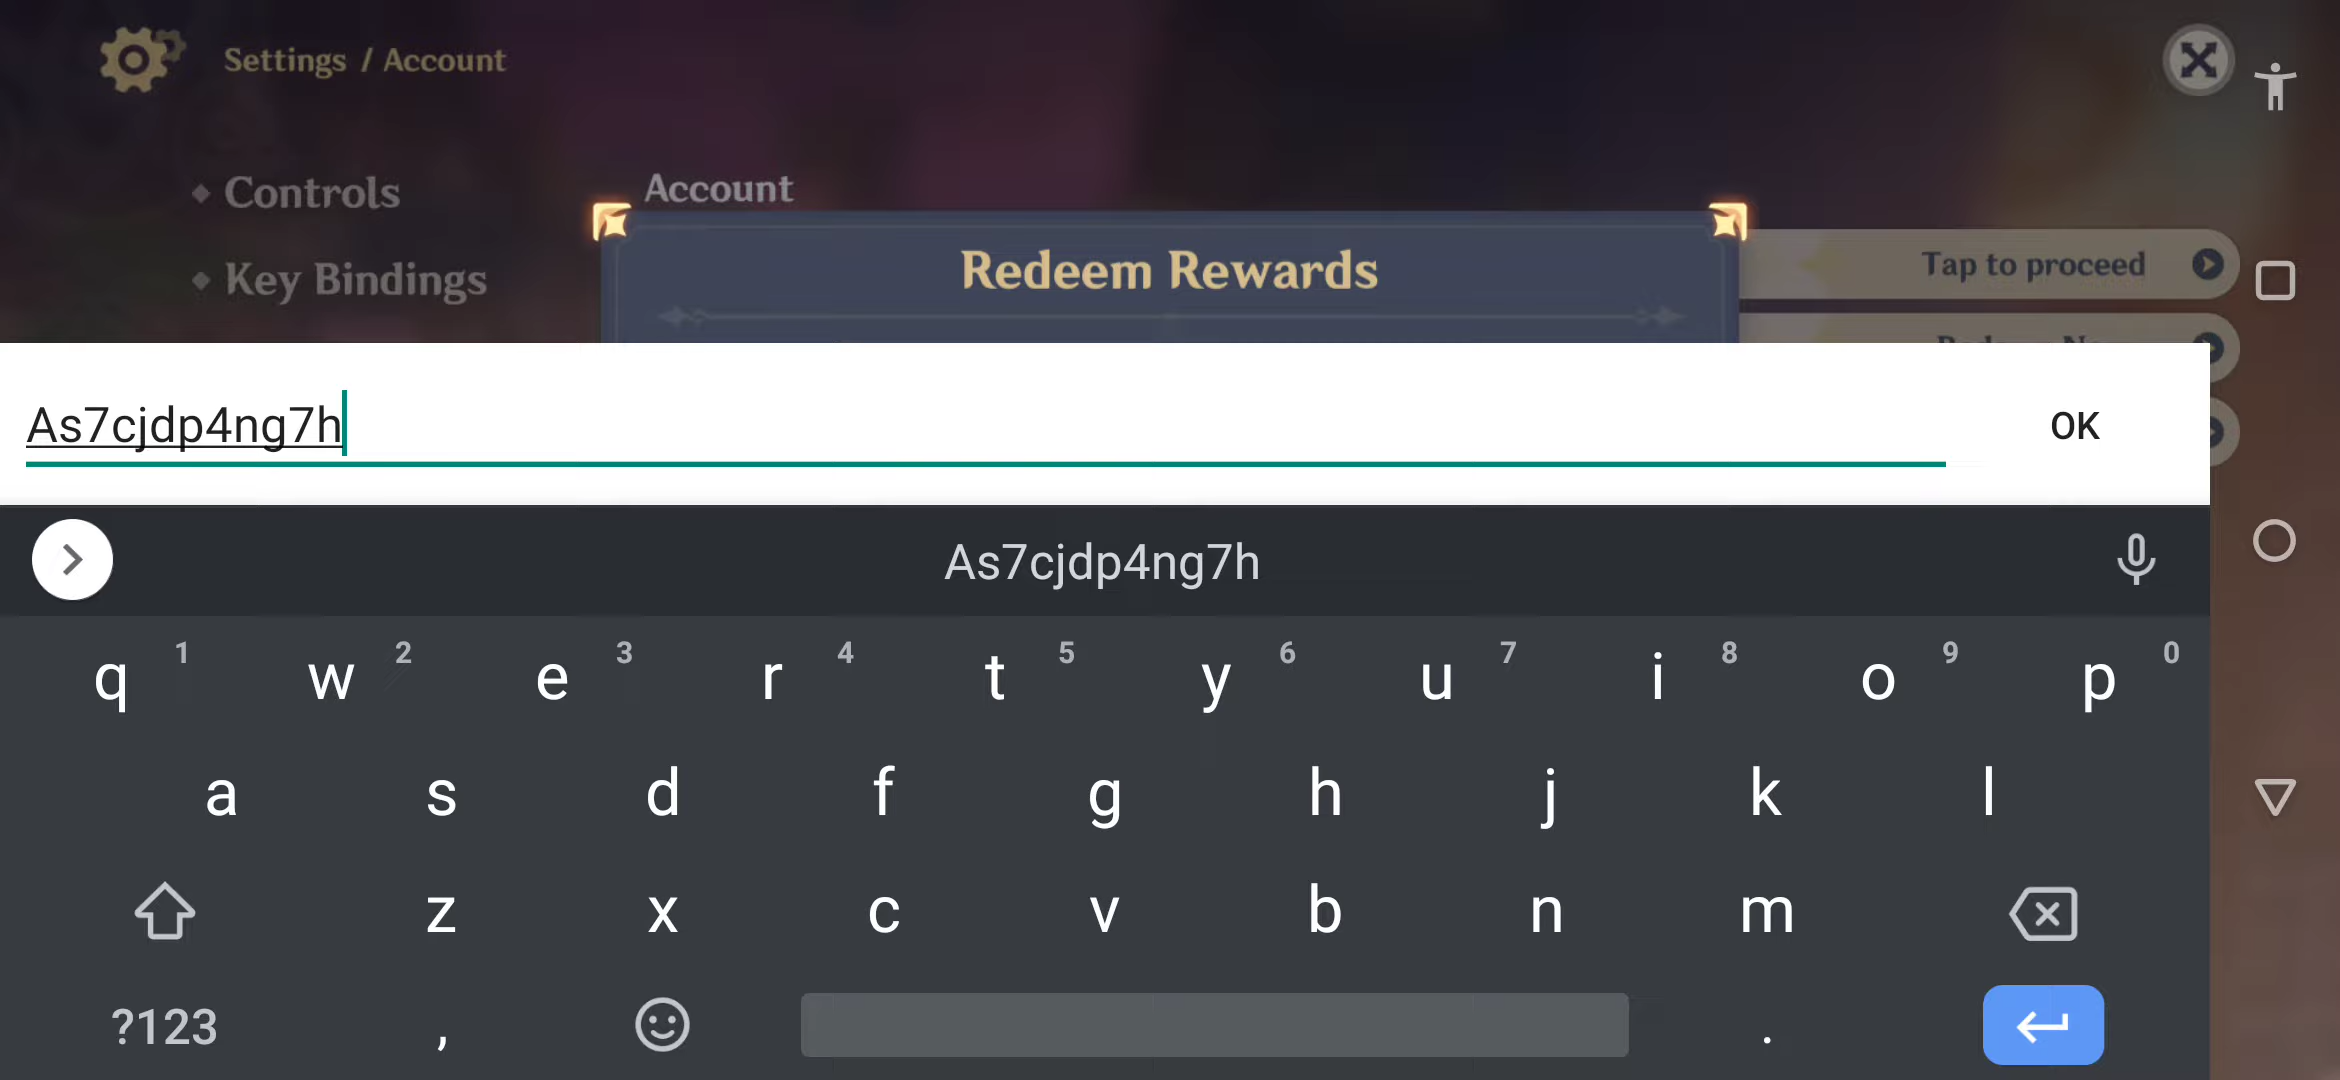 Settings / Account
Controls
Key Bindings
Account
Redeem Rewards
Tap to proceed
As7cjdp4ng7h
OK
As7cjdp4ng7h
q 1 w 2 e 3 r 4 t 5 y 6 u 7 i 8 o 9 p 0
a s d f g h j k l
z x c v b n m
?123 , .